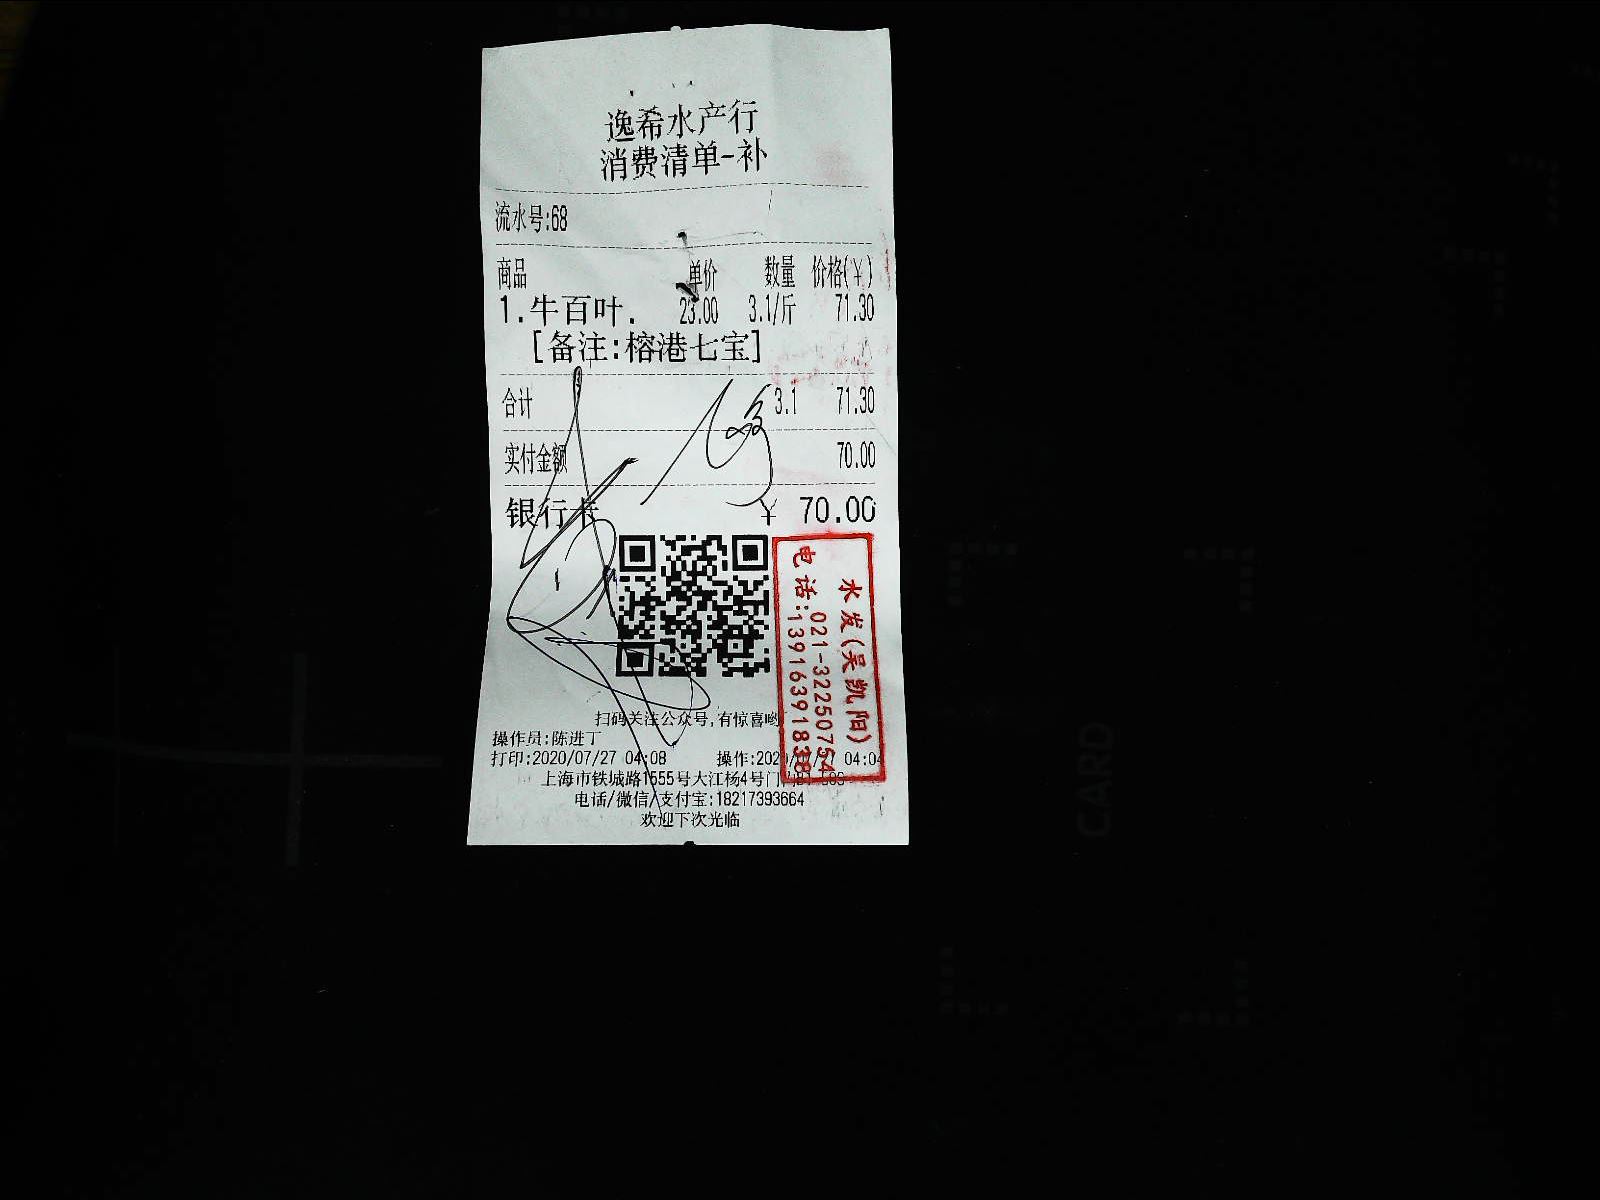 逸希水产行
消费清单-补
流水号:68
商品 单价 数量 价格(¥)
1.牛百叶. 23.00 3.1/斤 71.30
[备注:榕港七宝]
合计 3.1 71.30
实付金额 70.00
银行卡 ¥ 70.00
水发(吴凯阳)
021-32250754
电话:13916391838
扫码关注公众号,有惊喜哟
操作员:陈进丁
打印:2020/07/27 04:08 操作:2020/07/27 04:04
上海市铁城路1555号大江杨4号门
电话/微信/支付宝:18217393664
欢迎下次光临
CARD